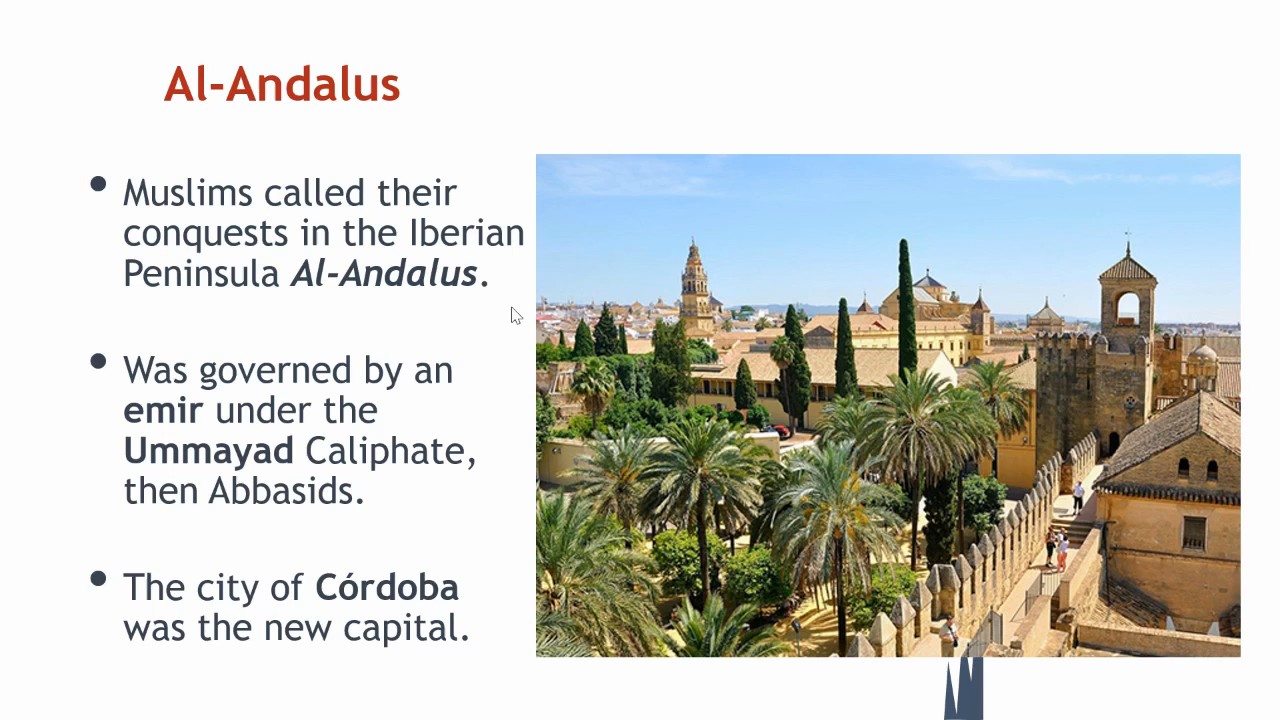 Al-Andalus
• Muslims called their
conquests in the Iberian
Peninsula Al-Andalus.
• Was governed by an
emir under the
Ummayad Caliphate,
then Abbasids.
• The city of Córdoba
was the new capital.